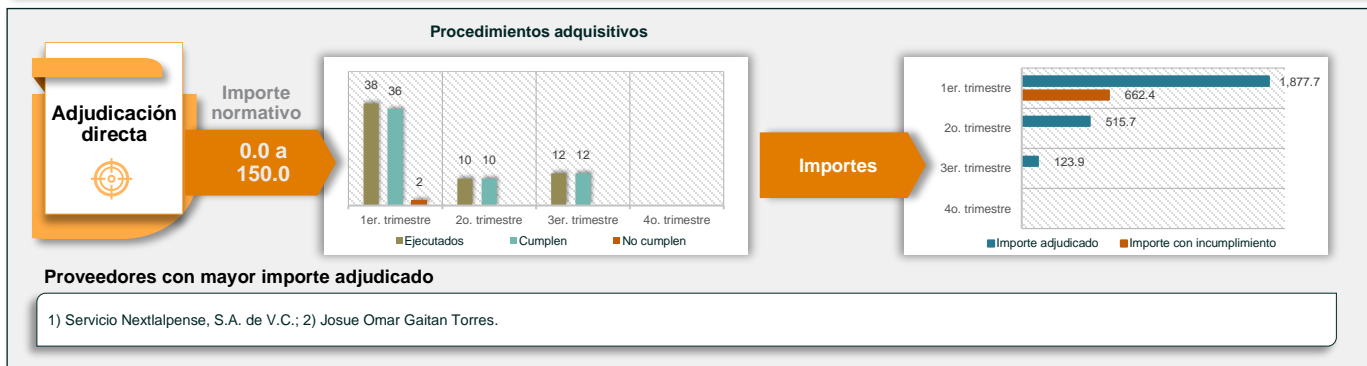 Procedimientos adquisitivos
Adjudicación
directa
Importe
normativo
0.0 a
150.0
38
36
2
10
10
12
12
1er. trimestre
2o. trimestre
3er. trimestre
4o. trimestre
Ejecutados
Cumplen
No cumplen
Importes
1er. trimestre
1,877.7
662.4
2o. trimestre
515.7
3er. trimestre
123.9
4o. trimestre
Importe adjudicado
Importe con incumplimiento
Proveedores con mayor importe adjudicado
1) Servicio Nextlalpense, S.A. de V.C.; 2) Josue Omar Gaitan Torres.